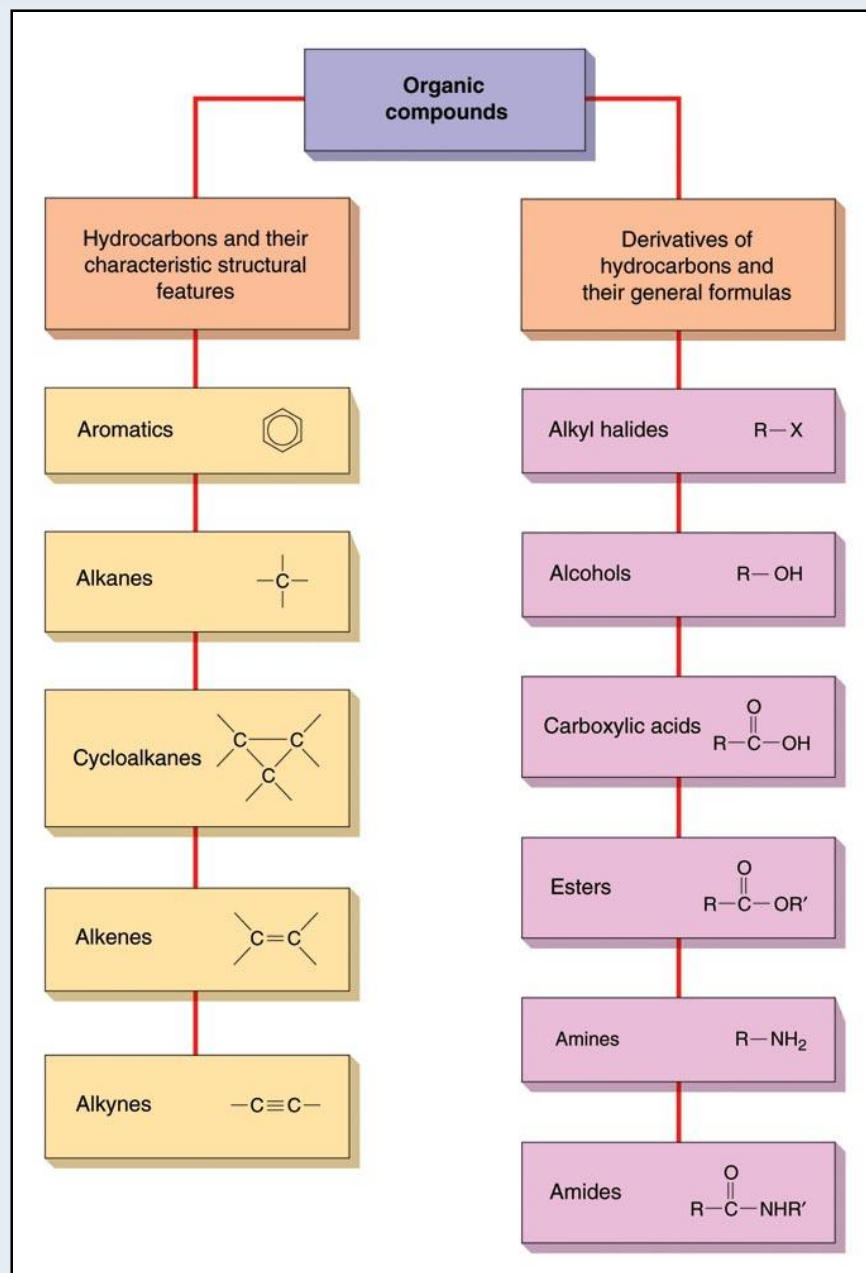 Organic
compounds
Hydrocarbons and their
characteristic structural
features
Aromatics
Alkanes
—C—
Cycloalkanes
C C
C
Alkenes
C=C
Alkynes
—C≡C—
Derivatives of
hydrocarbons and
their general formulas
Alkyl halides R—X
Alcohols R—OH
O
Carboxylic acids R—C—OH
O
Esters R—C—OR′
Amines R—NH₂
O
Amides R—C—NHR′